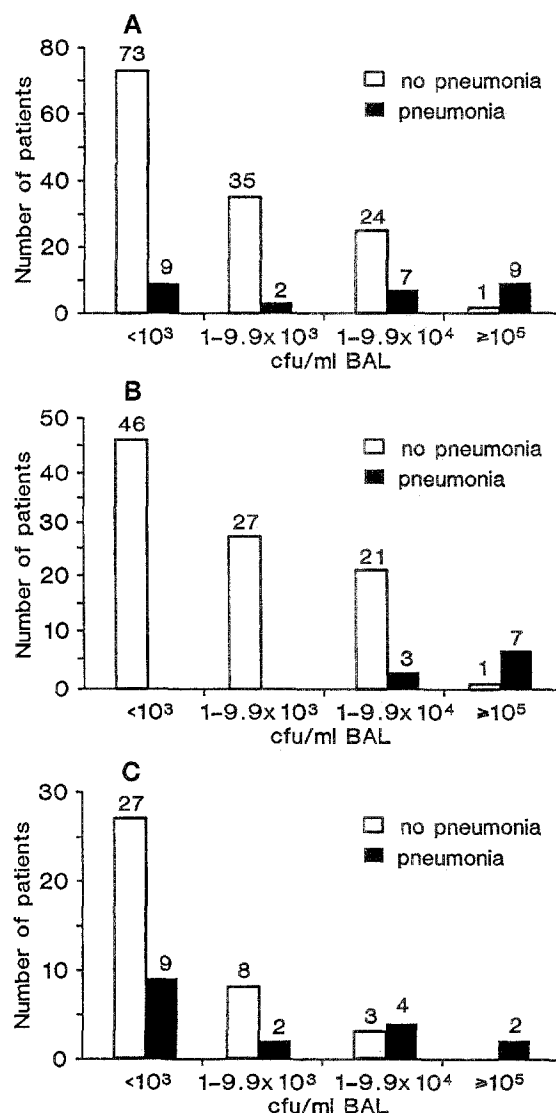 A
73
80
no pneumonia
pneumonia
60
Number of patients
40
35
24
20
9
2
7
1
9
0
<10³ 1-9.9x10³ 1-9.9x10⁴ ≥10⁵
cfu/ml BAL
B
50
46
no pneumonia
pneumonia
40
Number of patients
30
27
21
20
10
3
1
7
0
<10³ 1-9.9x10³ 1-9.9x10⁴ ≥10⁵
cfu/ml BAL
C
30
27
no pneumonia
pneumonia
Number of patients
20
10
9
8
2
3
4
2
0
<10³ 1-9.9x10³ 1-9.9x10⁴ ≥10⁵
cfu/ml BAL